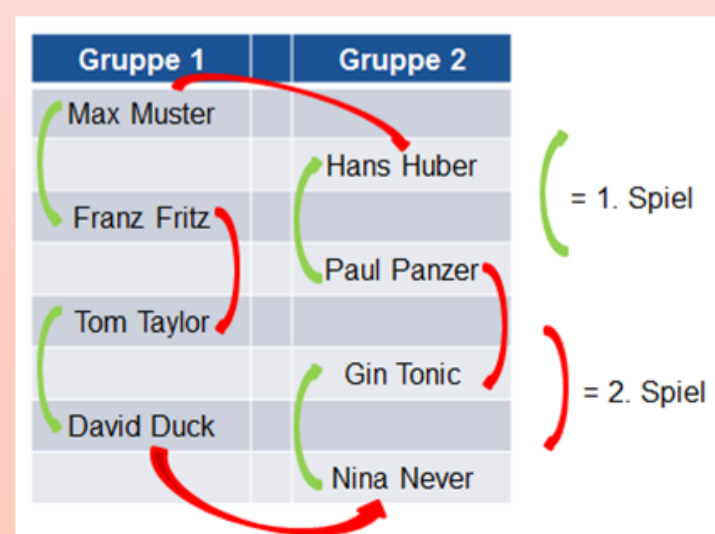 Gruppe 1 Gruppe 2
Max Muster
Hans Huber
= 1. Spiel
Franz Fritz
Paul Panzer
Tom Taylor
Gin Tonic
= 2. Spiel
David Duck
Nina Never